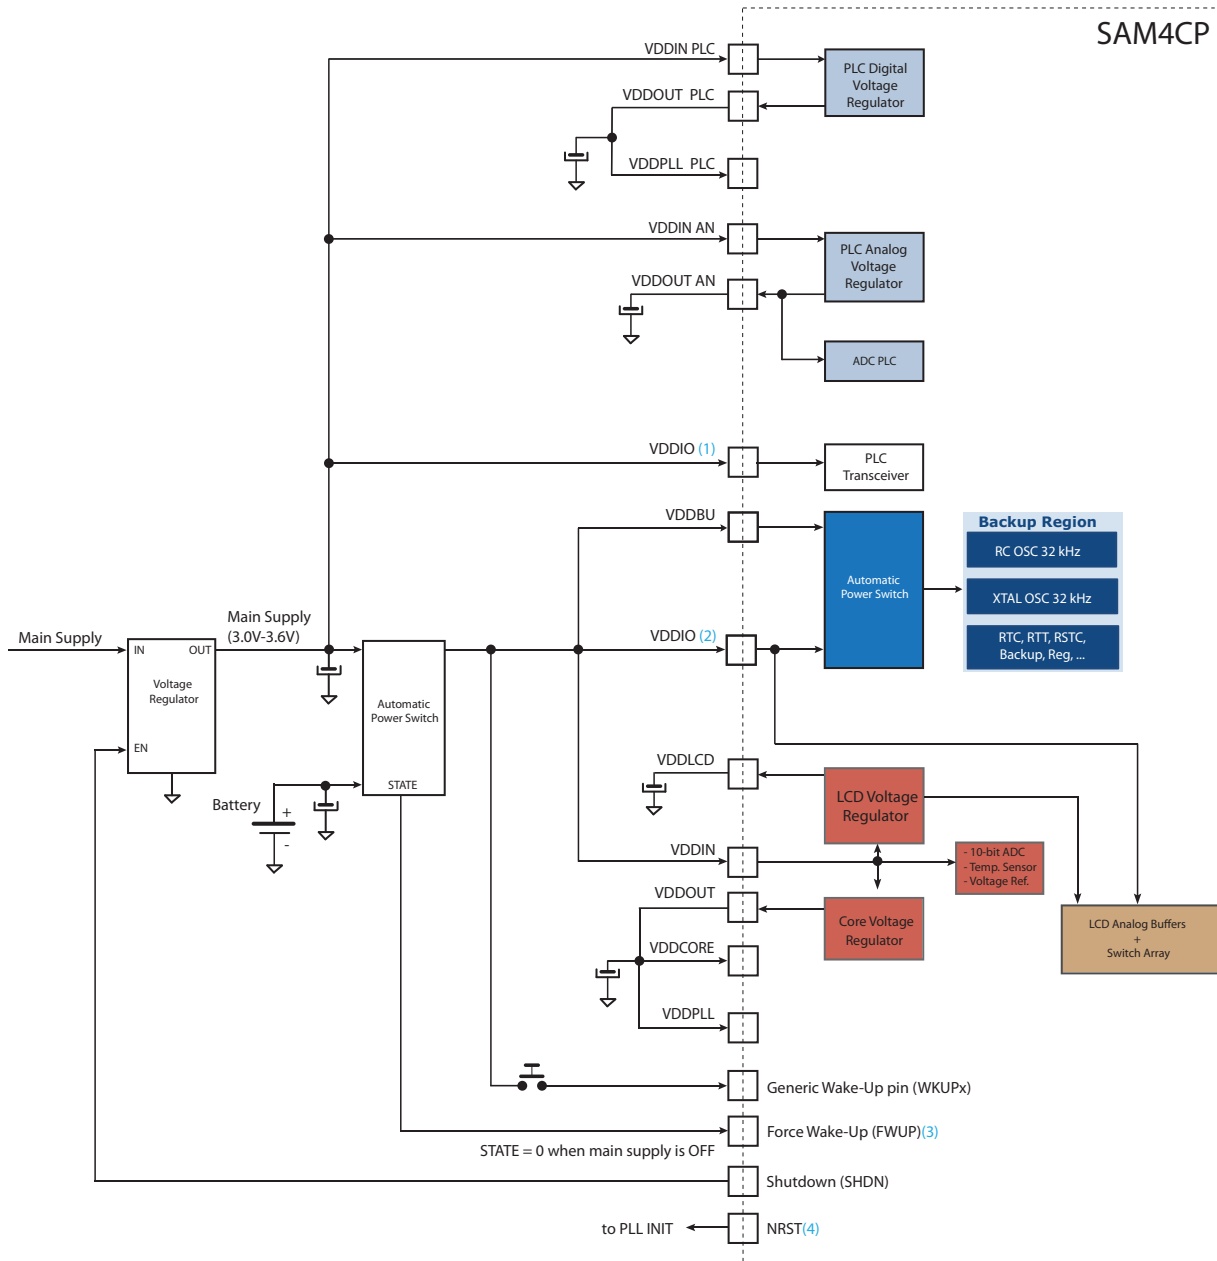 SAM4CP
VDDIN PLC
PLC Digital
Voltage
Regulator
VDDOUT PLC
VDDPLL PLC
VDDIN AN
PLC Analog
Voltage
Regulator
VDDOUT AN
ADC PLC
VDDIO (1)
PLC
Transceiver
VDDBU
Backup Region
RC OSC 32 kHz
Automatic
Power Switch
XTAL OSC 32 kHz
Main Supply
(3.0V-3.6V)
Main Supply
VDDIO (2)
RTC, RTT, RSTC,
Backup, Reg, ...
IN
OUT
Voltage
Regulator
Automatic
Power Switch
EN
STATE
Battery
+
-
VDDLCD
LCD Voltage
Regulator
VDDIN
- 10-bit ADC
- Temp. Sensor
- Voltage Ref.
VDDOUT
Core Voltage
Regulator
LCD Analog Buffers
+
Switch Array
VDDCORE
VDDPLL
Generic Wake-Up pin (WKUPx)
Force Wake-Up (FWUP)(3)
STATE = 0 when main supply is OFF
Shutdown (SHDN)
to PLL INIT
NRST(4)